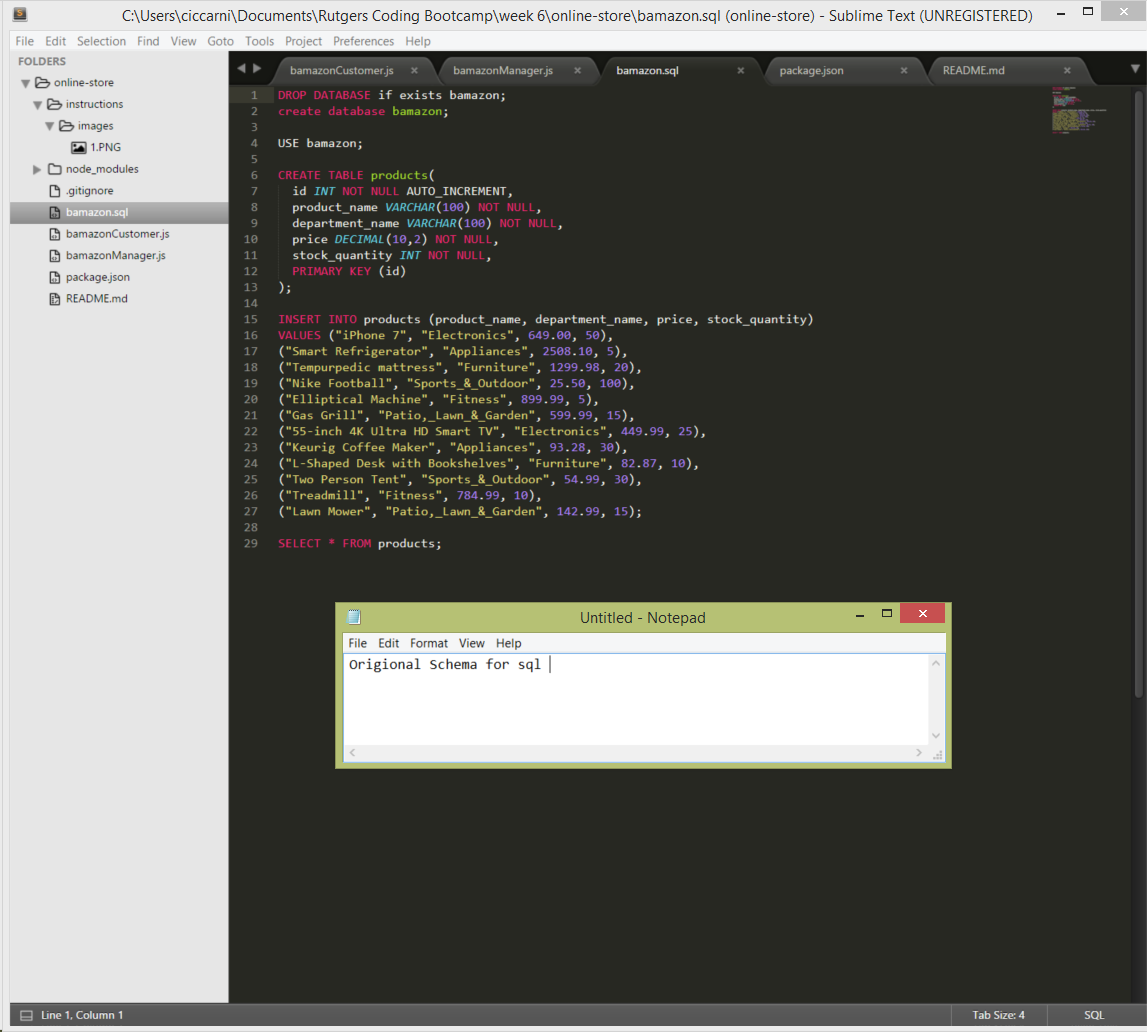 C:\Users\ciccarni\Documents\Rutgers Coding Bootcamp\week 6\online-store\bamazon.sql (online-store) - Sublime Text (UNREGISTERED)
File Edit Selection Find View Goto Tools Project Preferences Help
FOLDERS
online-store
instructions
images
1.PNG
node_modules
.gitignore
bamazon.sql
bamazonCustomer.js
bamazonManager.js
package.json
README.md
bamazonCustomer.js bamazonManager.js bamazon.sql package.json README.md
1 DROP DATABASE if exists bamazon;
2 create database bamazon;
3
4 USE bamazon;
5
6 CREATE TABLE products(
7 id INT NOT NULL AUTO_INCREMENT,
8 product_name VARCHAR(100) NOT NULL,
9 department_name VARCHAR(100) NOT NULL,
10 price DECIMAL(10,2) NOT NULL,
11 stock_quantity INT NOT NULL,
12 PRIMARY KEY (id)
13 );
14
15 INSERT INTO products (product_name, department_name, price, stock_quantity)
16 VALUES ("iPhone 7", "Electronics", 649.00, 50),
17 ("Smart Refrigerator", "Appliances", 2508.10, 5),
18 ("Tempurpedic mattress", "Furniture", 1299.98, 20),
19 ("Nike Football", "Sports_&_Outdoor", 25.50, 100),
20 ("Elliptical Machine", "Fitness", 899.99, 5),
21 ("Gas Grill", "Patio,_Lawn_&_Garden", 599.99, 15),
22 ("55-inch 4K Ultra HD Smart TV", "Electronics", 449.99, 25),
23 ("Keurig Coffee Maker", "Appliances", 93.28, 30),
24 ("L-Shaped Desk with Bookshelves", "Furniture", 82.87, 10),
25 ("Two Person Tent", "Sports_&_Outdoor", 54.99, 30),
26 ("Treadmill", "Fitness", 784.99, 10),
27 ("Lawn Mower", "Patio,_Lawn_&_Garden", 142.99, 15);
28
29 SELECT * FROM products;
Untitled - Notepad
File Edit Format View Help
Origional Schema for sql
Line 1, Column 1 Tab Size: 4 SQL